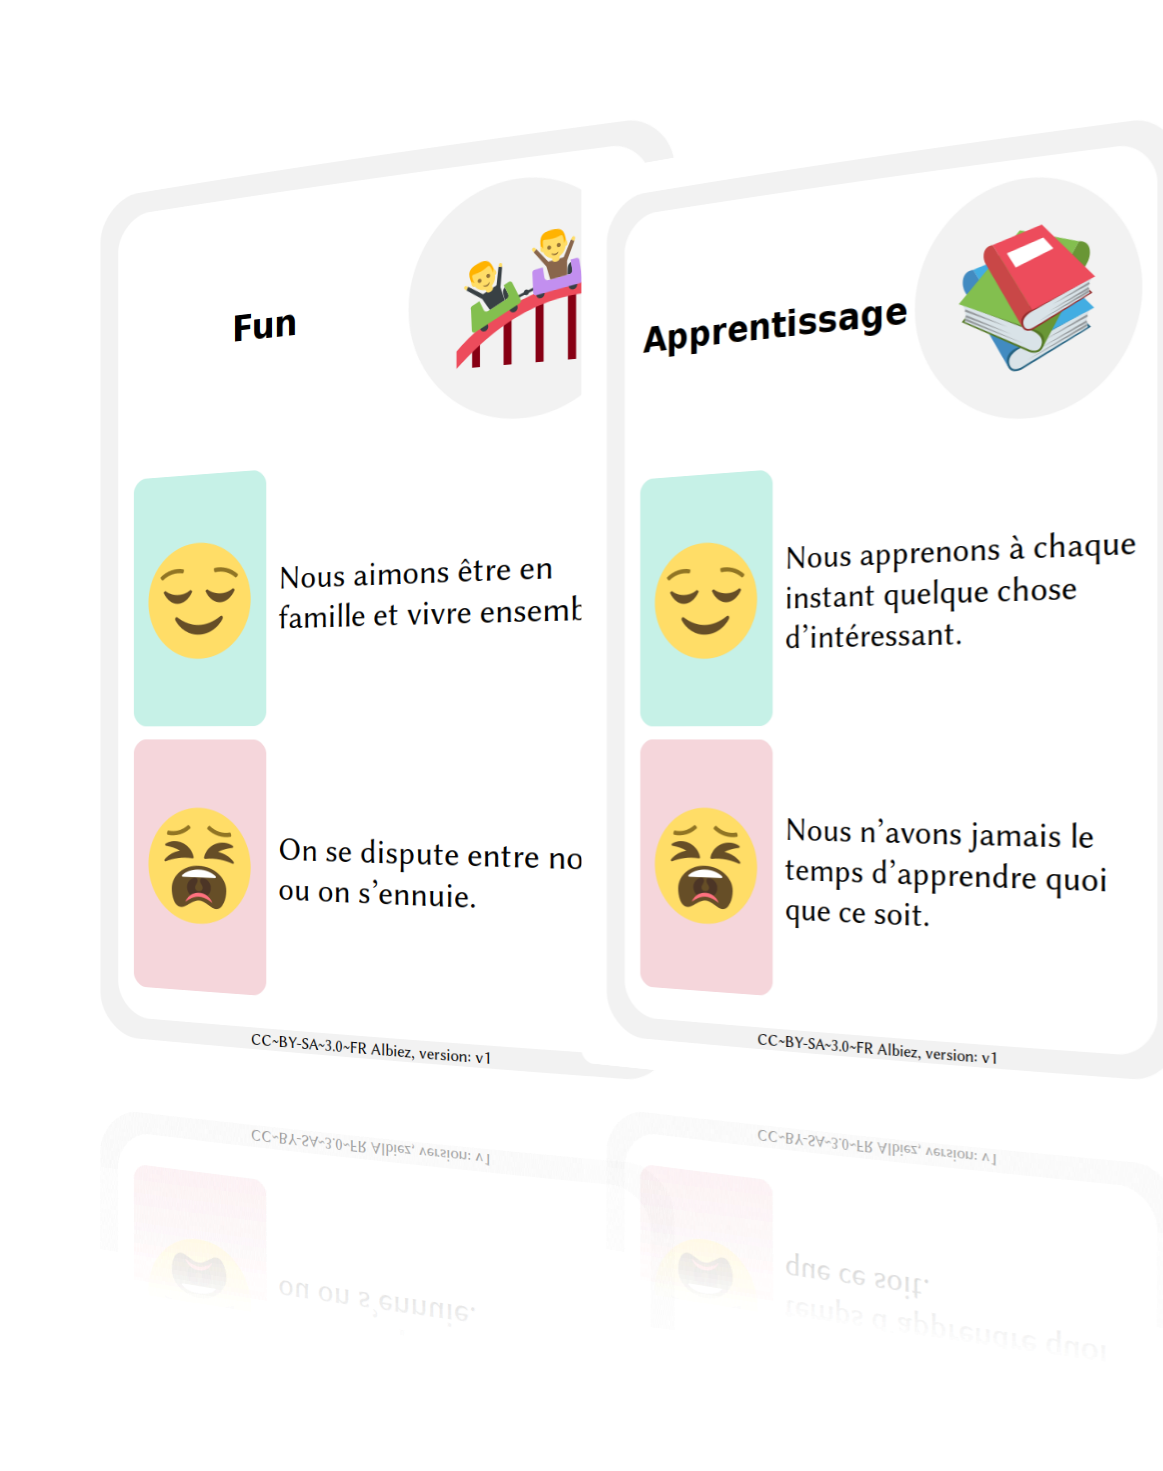 Fun
Nous aimons être en
famille et vivre ensemb
On se dispute entre no
ou on s'ennuie.
CC~BY-SA~3.0~FR Albiez, version: v1
Apprentissage
Nous apprenons à chaque
instant quelque chose
d'intéressant.
Nous n'avons jamais le
temps d'apprendre quoi
que ce soit.
CC~BY-SA~3.0~FR Albiez, version: v1